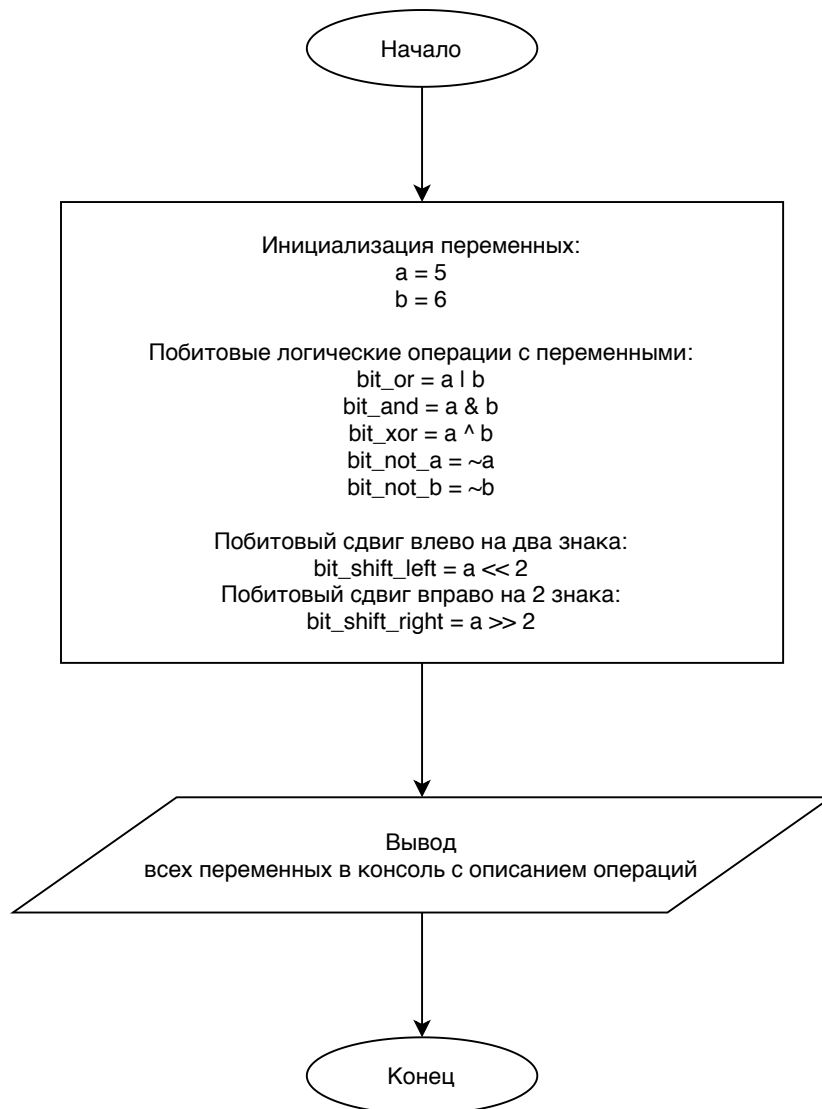 Начало
Инициализация переменных:
a = 5
b = 6
Побитовые логические операции с переменными:
bit_or = a | b
bit_and = a & b
bit_xor = a ^ b
bit_not_a = ~a
bit_not_b = ~b
Побитовый сдвиг влево на два знака:
bit_shift_left = a << 2
Побитовый сдвиг вправо на 2 знака:
bit_shift_right = a >> 2
Вывод
всех переменных в консоль с описанием операций
Конец